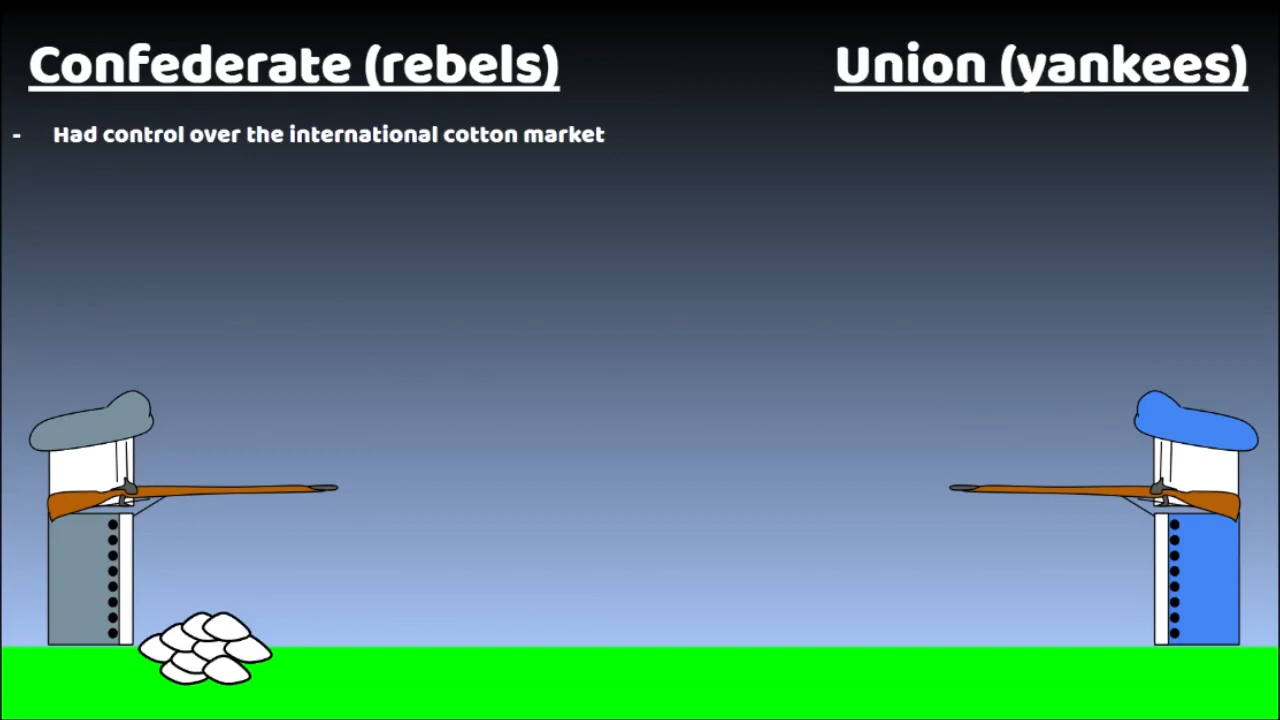 Confederate (rebels)
Union (yankees)
- Had control over the international cotton market